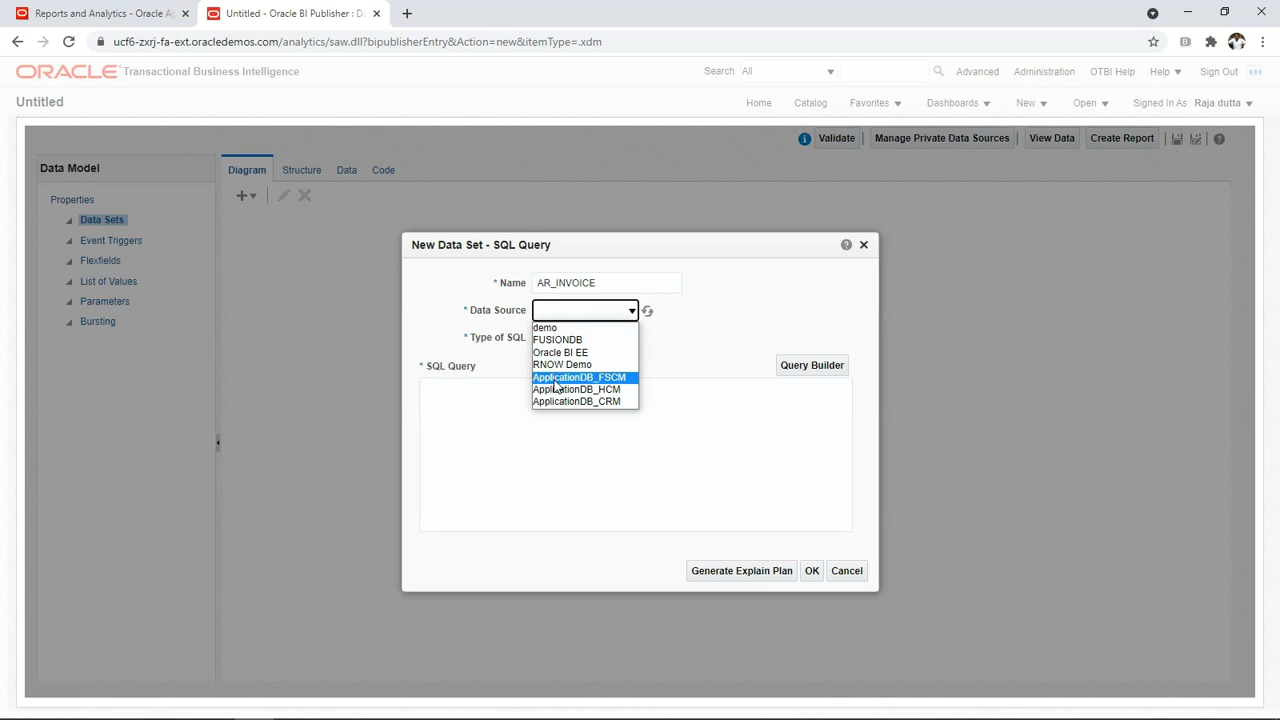 Reports and Analytics - Oracle Ap
Untitled - Oracle BI Publisher : Da
ucf6-zxrj-fa-ext.oracledemos.com/analytics/saw.dll?bipublisherEntry&Action=new&itemType=.xdm
ORACLE Transactional Business Intelligence
Search All
Advanced Administration OTBI Help Help Sign Out
Untitled
Home Catalog Favorites Dashboards New Open Signed In As Raja dutta
Validate Manage Private Data Sources View Data Create Report
Data Model
Diagram Structure Data Code
Properties
Data Sets
Event Triggers
Flexfields
List of Values
Parameters
Bursting
New Data Set - SQL Query
* Name AR_INVOICE
* Data Source
demo
FUSIONDB
* Type of SQL
Oracle BI EE
RNOW Demo
* SQL Query
Query Builder
ApplicationDB_FSCM
ApplicationDB_HCM
ApplicationDB_CRM
Generate Explain Plan OK Cancel